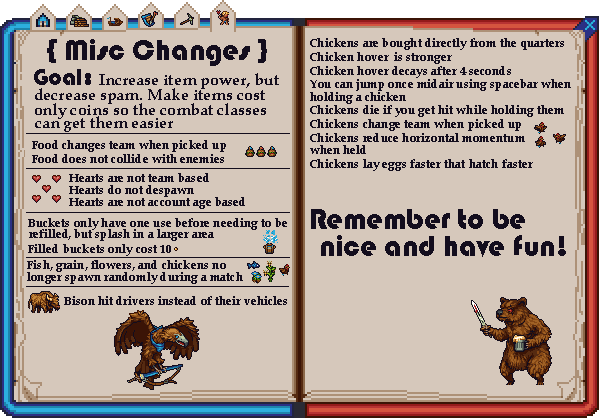 { Misc Changes }
Goal: Increase item power, but
decrease spam. Make items cost
only coins so the combat classes
can get them easier
Food changes team when picked up
Food does not collide with enemies
Hearts are not team based
Hearts do not despawn
Hearts are not account age based
Buckets only have one use before needing to be
refilled, but splash in a larger area
Filled buckets only cost 10
Fish, grain, flowers, and chickens no
longer spawn randomly during a match
Bison hit drivers instead of their vehicles
Chickens are bought directly from the quarters
Chicken hover is stronger
Chicken hover decays after 4 seconds
You can jump once midair using spacebar when
holding a chicken
Chickens die if you get hit while holding them
Chickens change team when picked up
Chickens reduce horizontal momentum
when held
Chickens lay eggs faster that hatch faster
Remember to be
nice and have fun!